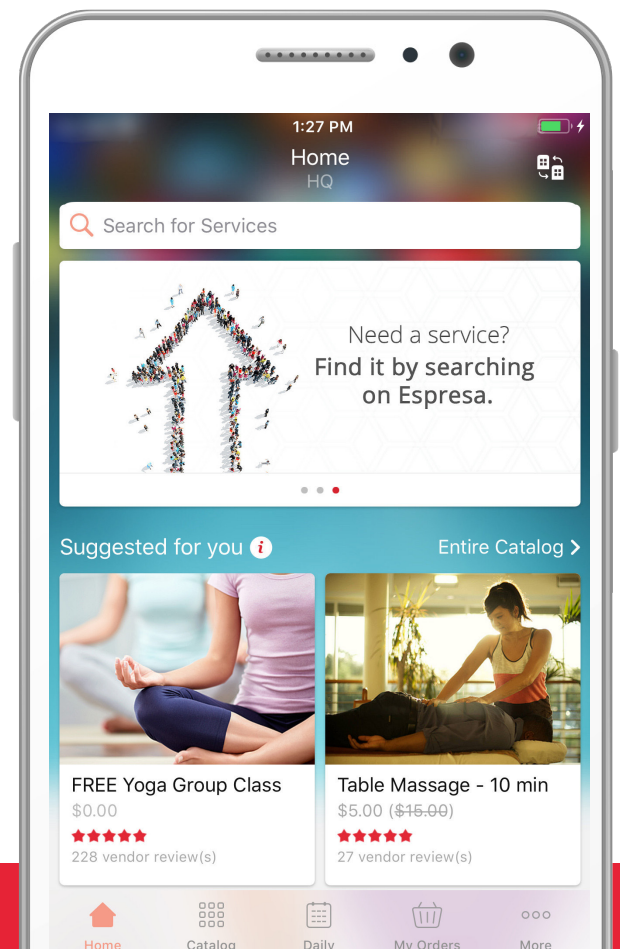 1:27 PM
Home
HQ
Search for Services
Need a service?
Find it by searching
on Espresa.
Suggested for you i
Entire Catalog >
FREE Yoga Group Class
$0.00
228 vendor review(s)
Table Massage - 10 min
$5.00 ($15.00)
27 vendor review(s)
Home
Catalog
Daily
My Orders
More